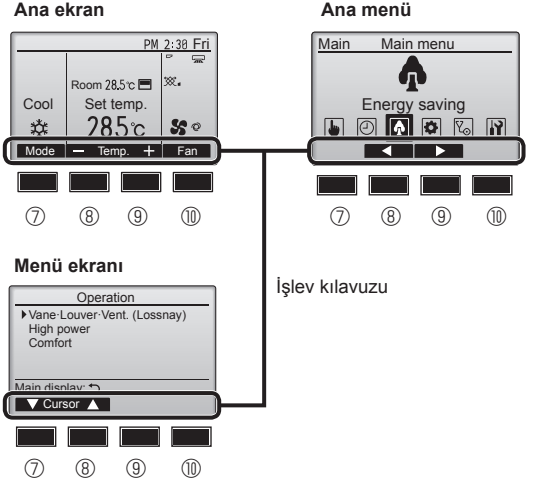 Ana ekran
PM 2:30 Fri
Room 28.5℃
Cool
Set temp.
28.5℃
Mode − Temp. + Fan
⑦ ⑧ ⑨ ⑩
Ana menü
Main Main menu
Energy saving
◀ ▶
⑦ ⑧ ⑨ ⑩
Menü ekranı
Operation
▶Vane·Louver·Vent. (Lossnay)
High power
Comfort
Main display: ↩
▼ Cursor ▲
⑦ ⑧ ⑨ ⑩
İşlev kılavuzu